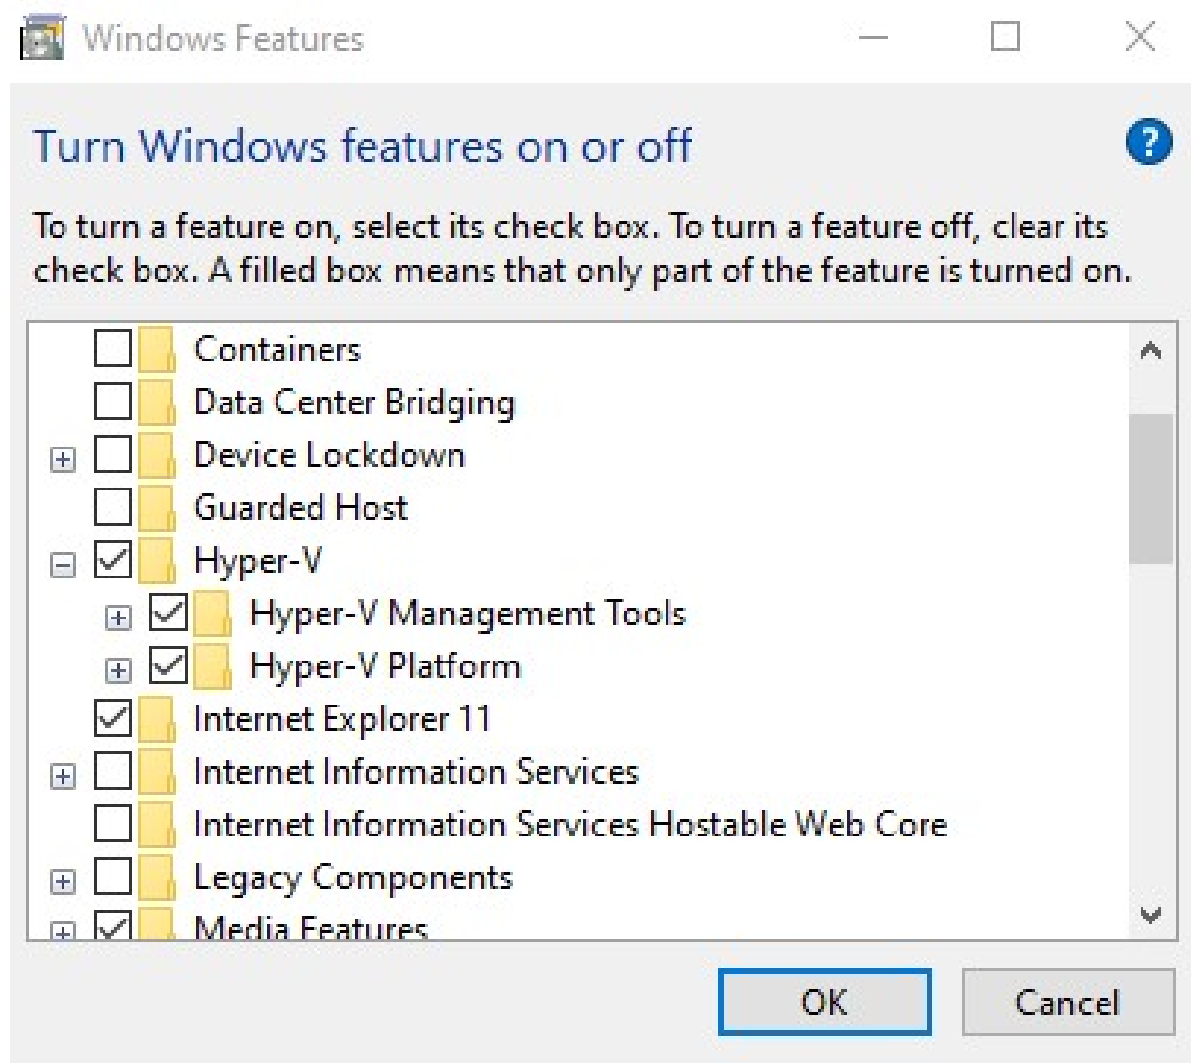 Windows Features
Turn Windows features on or off
?
To turn a feature on, select its check box. To turn a feature off, clear its
check box. A filled box means that only part of the feature is turned on.
Containers
Data Center Bridging
Device Lockdown
Guarded Host
Hyper-V
Hyper-V Management Tools
Hyper-V Platform
Internet Explorer 11
Internet Information Services
Internet Information Services Hostable Web Core
Legacy Components
Media Features
OK Cancel